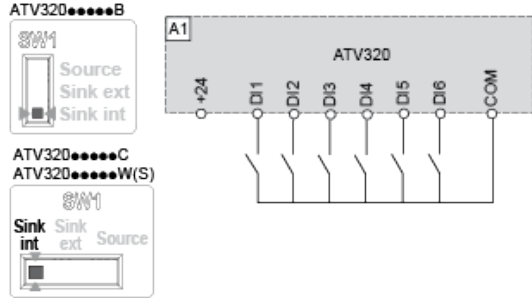 ATV320●●●●●B
SW1
Source
Sink ext
Sink int
ATV320●●●●●C
ATV320●●●●●W(S)
SW1
Sink int
Sink ext
Source
A1
ATV320
+24
DI1
DI2
DI3
DI4
DI5
DI6
COM